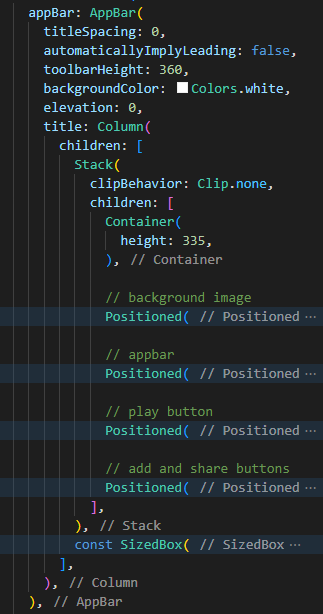 appBar: AppBar(
titleSpacing: 0,
automaticallyImplyLeading: false,
toolbarHeight: 360,
backgroundColor: Colors.white,
elevation: 0,
title: Column(
children: [
Stack(
clipBehavior: Clip.none,
children: [
Container(
height: 335,
), // Container
// background image
Positioned( // Positioned ⋯
// appbar
Positioned( // Positioned ⋯
// play button
Positioned( // Positioned ⋯
// add and share buttons
Positioned( // Positioned ⋯
],
), // Stack
const SizedBox( // SizedBox ⋯
],
), // Column
), // AppBar